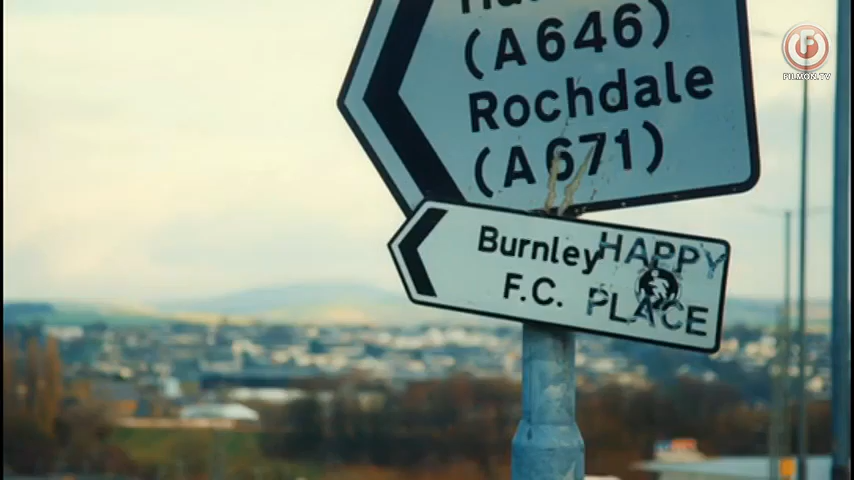 (A646)
Rochdale
(A671)
Burnley HAPPY
F.C. PLACE
FILMON.TV